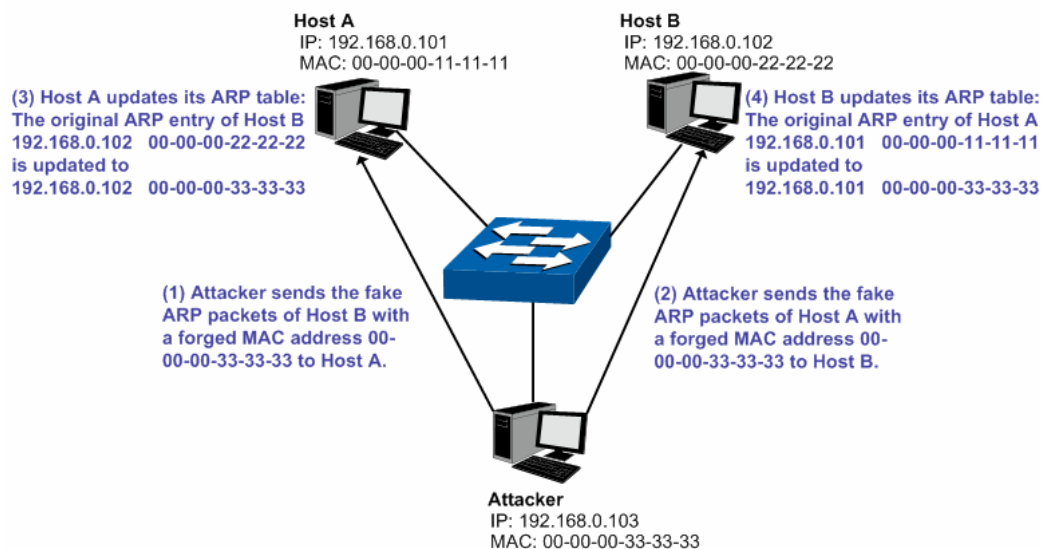 Host A
IP: 192.168.0.101
MAC: 00-00-00-11-11-11
Host B
IP: 192.168.0.102
MAC: 00-00-00-22-22-22
(3) Host A updates its ARP table:
The original ARP entry of Host B
192.168.0.102 00-00-00-22-22-22
is updated to
192.168.0.102 00-00-00-33-33-33
(4) Host B updates its ARP table:
The original ARP entry of Host A
192.168.0.101 00-00-00-11-11-11
is updated to
192.168.0.101 00-00-00-33-33-33
(1) Attacker sends the fake
ARP packets of Host B with
a forged MAC address 00-
00-00-33-33-33 to Host A.
(2) Attacker sends the fake
ARP packets of Host A with
a forged MAC address 00-
00-00-33-33-33 to Host B.
Attacker
IP: 192.168.0.103
MAC: 00-00-00-33-33-33